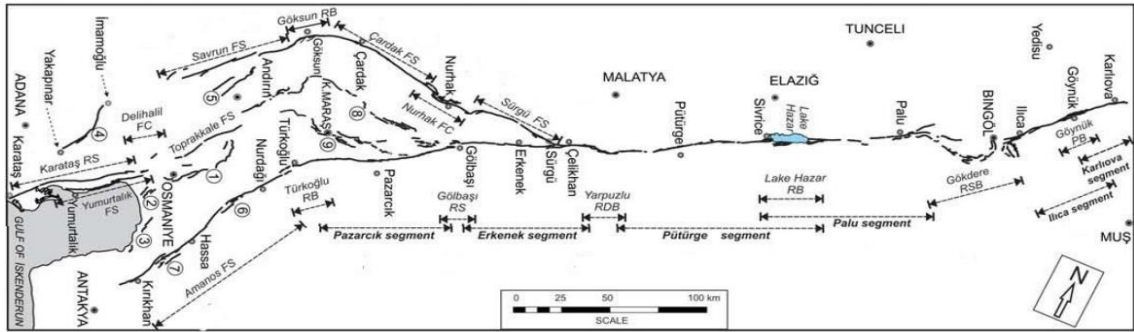 Göksun RB
Savrun FS
Çardak FS
İmamoğlu
Yakapınar
ADANA
Karataş
Delihalil
FC
Karataş RS
Toprakkale FS
Andırın
Göksun
Çardak
K.MARAŞ
Nurhak
Nurhak FC
Sürgü FS
MALATYA
ELAZIĞ
TUNCELI
Yedisu
Karlıova
Göynük
BINGÖL
Ilıca
Palu
Sivrice
Lake
Hazar
Pütürge
Çelikhan
Sürgü
Erkenek
Gölbaşı
Pazarcık
Türkoğlu
Nurdağı
OSMANIYE
Hassa
Kırıkhan
ANTAKYA
Yumurtalık
Yumurtalık
FS
GULF OF İSKENDERUN
1
2
3
4
5
6
7
8
9
Amanos FS
Türkoğlu
RB
Gölbaşı
RS
Pazarcık segment
Erkenek segment
Yarpuzlu
RDB
Pütürge segment
Lake Hazar
RB
Palu segment
Gökdere
RSB
Göynük
PB
Karlıova
segment
Ilıca segment
MUŞ
N
0 25 50 100 km
SCALE